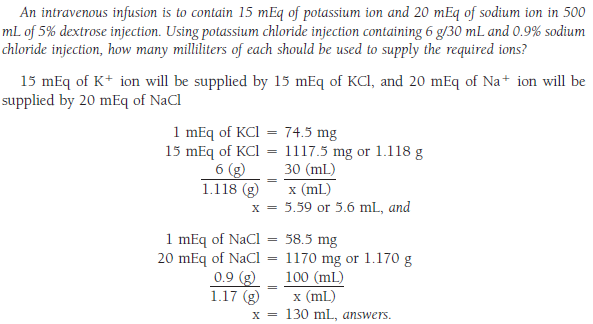 An intravenous infusion is to contain 15 mEq of potassium ion and 20 mEq of sodium ion in 500
mL of 5% dextrose injection. Using potassium chloride injection containing 6 g/30 mL and 0.9% sodium
chloride injection, how many milliliters of each should be used to supply the required ions?
15 mEq of K+ ion will be supplied by 15 mEq of KCl, and 20 mEq of Na+ ion will be
supplied by 20 mEq of NaCl
1 mEq of KCl = 74.5 mg
15 mEq of KCl = 1117.5 mg or 1.118 g
6 (g) 30 (mL)
=
1.118 (g) x (mL)
x = 5.59 or 5.6 mL, and
1 mEq of NaCl = 58.5 mg
20 mEq of NaCl = 1170 mg or 1.170 g
0.9 (g) 100 (mL)
=
1.17 (g) x (mL)
x = 130 mL, answers.